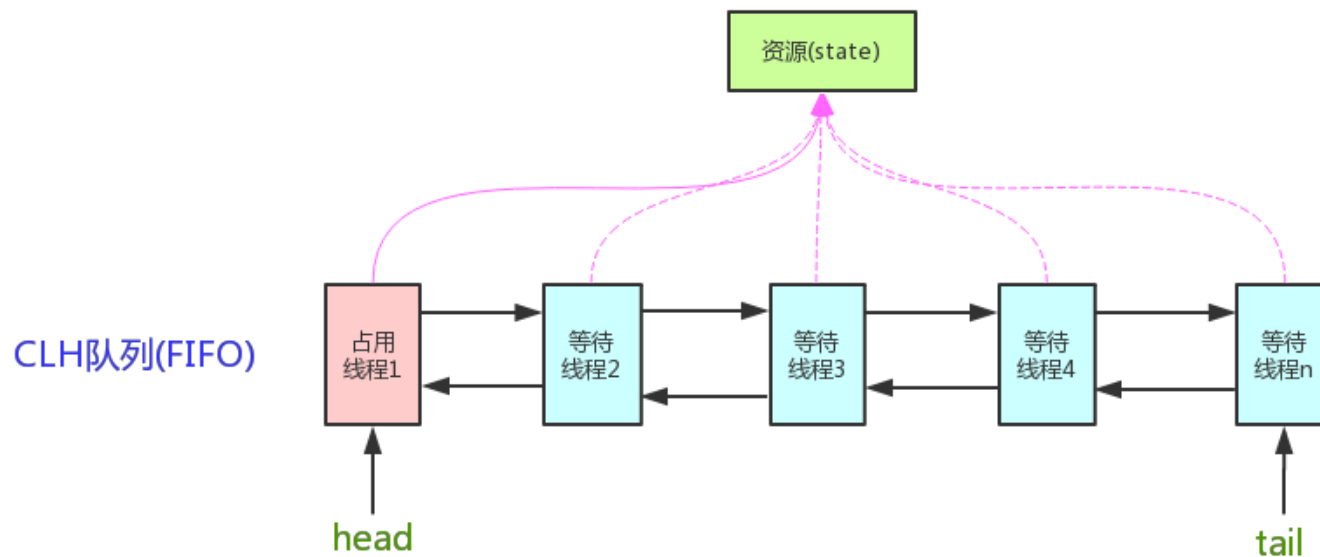 资源(state)
CLH队列(FIFO)
占用
线程1
等待
线程2
等待
线程3
等待
线程4
等待
线程n
head
tail